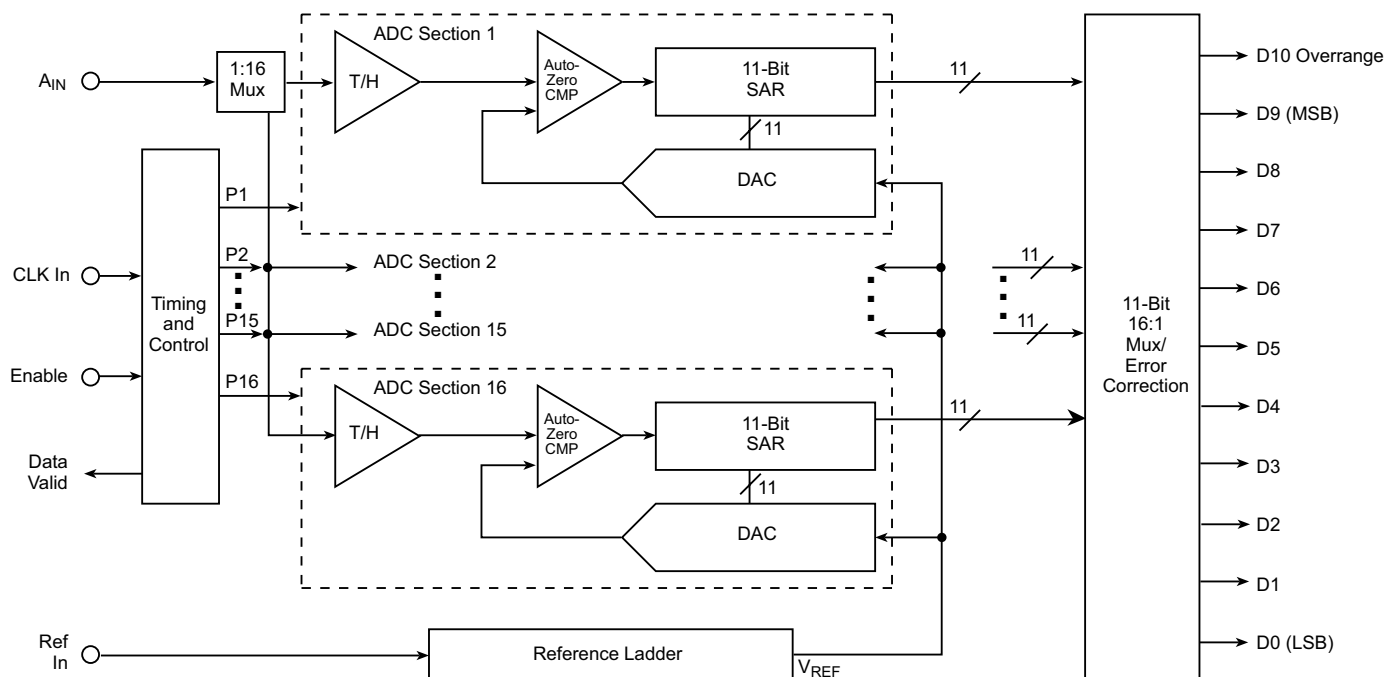 ADC Section 1
A_IN
1:16
Mux
T/H
Auto-
Zero
CMP
11-Bit
SAR
11
11
DAC
D10 Overrange
D9 (MSB)
D8
D7
D6
D5
D4
D3
D2
D1
D0 (LSB)
CLK In
Enable
Data
Valid
Timing
and
Control
P1
P2
P15
P16
ADC Section 2
ADC Section 15
11
11
11-Bit
16:1
Mux/
Error
Correction
ADC Section 16
T/H
Auto-
Zero
CMP
11-Bit
SAR
11
11
DAC
Ref
In
Reference Ladder
V_REF